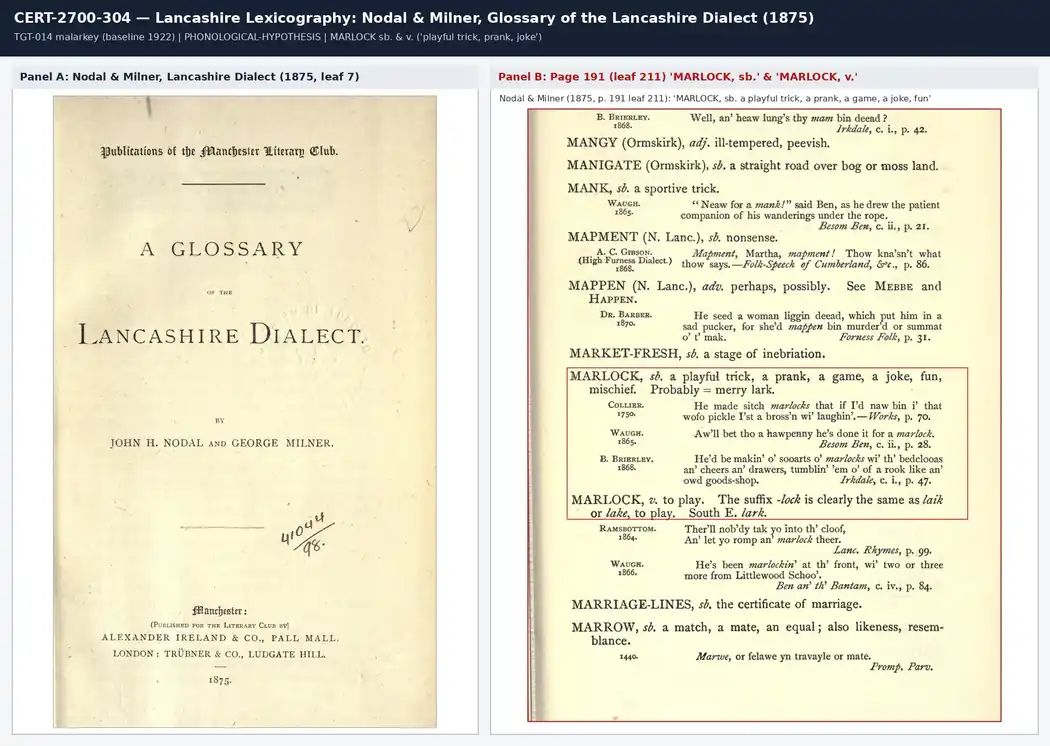 CERT-2700-304 — Lancashire Lexicography: Nodal & Milner, Glossary of the Lancashire Dialect (1875)
TGT-014 malarkey (baseline 1922) | PHONOLOGICAL-HYPOTHESIS | MARLOCK sb. & v. ('playful trick, prank, joke')
Panel A: Nodal & Milner, Lancashire Dialect (1875, leaf 7)
Publications of the Manchester Literary Club.
A GLOSSARY
OF THE
LANCASHIRE DIALECT.
BY
JOHN H. NODAL AND GEORGE MILNER.
41044
98.
Manchester:
(PUBLISHED FOR THE LITERARY CLUB BY)
ALEXANDER IRELAND & CO., PALL MALL.
LONDON: TRÜBNER & CO., LUDGATE HILL.
1875.
Panel B: Page 191 (leaf 211) 'MARLOCK, sb.' & 'MARLOCK, v.'
Nodal & Milner (1875, p. 191 leaf 211): 'MARLOCK, sb. a playful trick, a prank, a game, a joke, fun'
B. BRIERLEY. Well, an' heaw lung's thy mam bin deead?
1868. Irkdale, c. i., p. 42.
MANGY (Ormskirk), adj. ill-tempered, peevish.
MANIGATE (Ormskirk), sb. a straight road over bog or moss land.
MANK, sb. a sportive trick.
WAUGH. "Neaw for a mank!" said Ben, as he drew the patient
1865. companion of his wanderings under the rope.
Besom Ben, c. ii., p. 21.
MAPMENT (N. Lanc.), sb. nonsense.
A. C. GIBSON. Mapment, Martha, mapment! Thow kna'sn't what
(High Furness Dialect.) thow says.—Folk-Speech of Cumberland, &c., p. 86.
1868.
MAPPEN (N. Lanc.), adv. perhaps, possibly. See MEBBE and
HAPPEN.
DR. BARBER. He seed a woman liggin deead, which put him in a
1870. sad pucker, for she'd mappen bin murder'd or summat
o' t' mak. Forness Folk, p. 31.
MARKET-FRESH, sb. a stage of inebriation.
MARLOCK, sb. a playful trick, a prank, a game, a joke, fun,
mischief. Probably = merry lark.
COLLIER. He made sitch marlocks that if I'd naw bin i' that
1750. wofo pickle I'st a bross'n wi' laughin'.—Works, p. 70.
WAUGH. Aw'll bet tho a hawpenny he's done it for a marlock.
1865. Besom Ben, c. ii., p. 28.
B. BRIERLEY. He'd be makin' o' sooarts o' marlocks wi' th' bedclooas
1868. an' cheers an' drawers, tumblin' 'em o' of a rook like an'
owd goods-shop. Irkdale, c. i., p. 47.
MARLOCK, v. to play. The suffix -lock is clearly the same as laik
or lake, to play. South E. lark.
RAMSBOTTOM. Ther'll nob'dy tak yo into th' cloof,
1864. An' let yo romp an' marlock theer.
Lanc. Rhymes, p. 99.
WAUGH. He's been marlockin' at th' front, wi' two or three
1866. more from Littlewood Schoo'.
Ben an' th' Bantam, c. iv., p. 84.
MARRIAGE-LINES, sb. the certificate of marriage.
MARROW, sb. a match, a mate, an equal; also likeness, resem-
blance.
1440. Marwe, or felawe yn travayle or mate.
Promp. Parv.